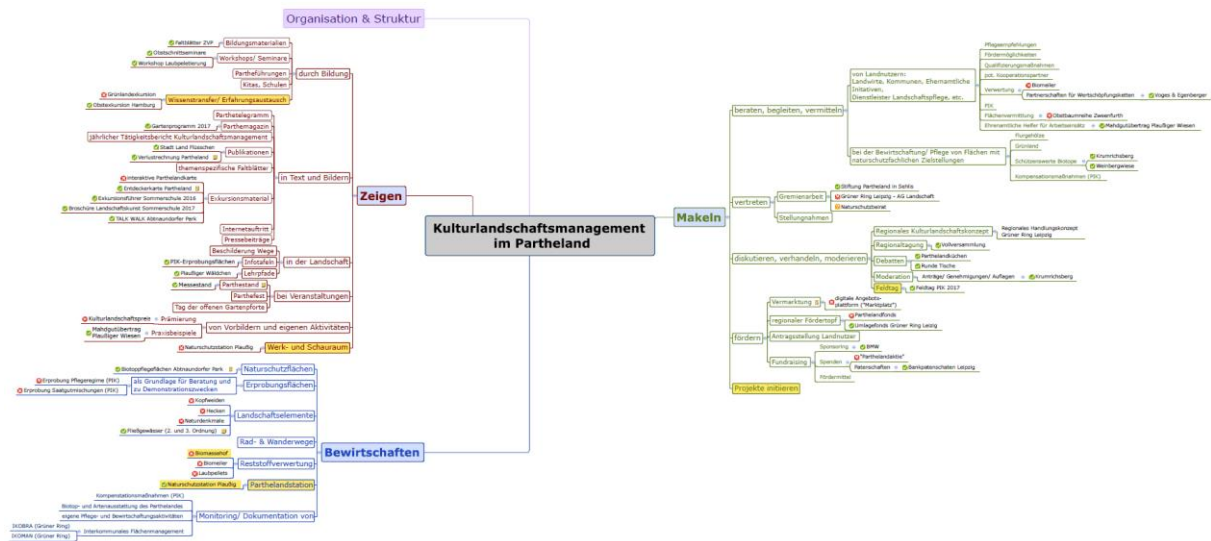 Organisation & Struktur
Kulturlandschaftsmanagement
im Partheland
Zeigen
durch Bildung
Bildungsmaterialien
Faltblätter ZVP
Workshops/ Seminare
Obstschnittseminare
Workshop Laubpelletierung
Partheführungen
Kitas, Schulen
Wissenstransfer/ Erfahrungsaustausch
Grünlandexkursion
Obstexkursion Hamburg
in Text und Bildern
Parthetelegramm
Parthemagazin
Gartenprogramm 2017
jährlicher Tätigkeitsbericht Kulturlandschaftsmanagement
Publikationen
Stadt Land Flüsschen
Verlustrechnung Partheland
themenspezifische Faltblätter
Exkursionsmaterial
interaktive Parthelandkarte
Entdeckerkarte Partheland
Exkursionsführer Sommerschule 2016
Broschüre Landschaftskunst Sommerschule 2017
TALK WALK Abtnaundorfer Park
Internetauftritt
Pressebeiträge
in der Landschaft
Beschilderung Wege
Infotafeln
PIK-Erprobungsflächen
Lehrpfade
Plaußiger Wäldchen
bei Veranstaltungen
Parthestand
Messestand
Parthefest
Tag der offenen Gartenpforte
von Vorbildern und eigenen Aktivitäten
Prämierung
Kulturlandschaftspreis
Praxisbeispiele
Mahdgutübertrag
Plaußiger Wiesen
Werk- und Schauraum
Naturschutzstation Plaußig
Bewirtschaften
Naturschutzflächen
Biotoppflegeflächen Abtnaundorfer Park
Erprobungsflächen
als Grundlage für Beratung und
zu Demonstrationszwecken
Erprobung Pflegeregime (PIK)
Erprobung Saatgutmischungen (PIK)
Landschaftselemente
Kopfweiden
Hecken
Naturdenkmale
Fließgewässer (2. und 3. Ordnung)
Rad- & Wanderwege
Reststoffverwertung
Biomassehof
Biomeiler
Laubpellets
Parthelandstation
Naturschutzstation Plaußig
Monitoring/ Dokumentation von
Kompenstationsmaßnahmen (PIK)
Biotop- und Artenausstattung des Parthelandes
eigene Pflege- und Bewirtschaftungsaktivitäten
Interkommunales Flächenmanagement
IKOBRA (Grüner Ring)
IKOMAN (Grüner Ring)
Makeln
beraten, begleiten, vermitteln
von Landnutzern:
Landwirte, Kommunen, Ehernamtliche
Initativen,
Dienstleister Landschaftspflege, etc.
Pflegeempfehlungen
Fördermöglichkeiten
Qualifizierungsmaßnahmen
pot. Kooperationspartner
Verwertung
Biomeiler
Partnerschaften für Wertschöpfungsketten
Voges & Egenberger
PIK
Flächenvermittlung
Obstbaumreihe Zweenfurth
Ehrenamtliche Helfer für Arbeitseinsätz
Mahdgutübertrag Plaußiger Wiesen
bei der Bewirtschaftung/ Pflege von Flächen mit
naturschutzfachlichen Zielstellungen
Flurgehölze
Grünland
Schützenswerte Biotope
Krumrichsberg
Weinbergwiese
Kompensationsmaßnahmen (PIK)
vertreten
Gremienarbeit
Stiftung Partheland in Sehlis
Grüner Ring Leipzig - AG Landschaft
Naturschutzbeirat
Stellungnahmen
diskutieren, verhandeln, moderieren
Regionales Kulturlandschaftskonzept
Regionales Handlungskonzept
Grüner Ring Leipzig
Regionaltagung
Vollversammlung
Debatten
Parthelandküchen
Runde Tische
Moderation
Anträge/ Genehmigungen/ Auflagen
Krumrichsberg
Feldtag
Feldtag PIK 2017
fördern
Vermarktung
digitale Angebots-
plattform ("Marktplatz")
regionaler Fördertopf
Parthelandfonds
Umlagefonds Grüner Ring Leizig
Antragsstellung Landnutzer
Fundraising
Sponsoring
BMW
Spenden
"Parthelandaktie"
Patenschaften
Bankpatenschaften Leipzig
Fördermittel
Projekte initiieren